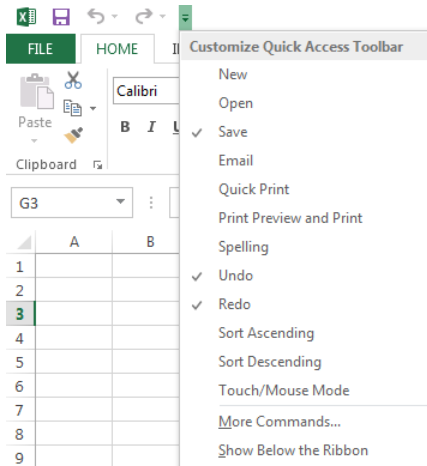 FILE
HOME
Customize Quick Access Toolbar
New
Open
Save
Email
Quick Print
Print Preview and Print
Spelling
Undo
Redo
Sort Ascending
Sort Descending
Touch/Mouse Mode
More Commands...
Show Below the Ribbon
Paste
Calibri
B I U
Clipboard
G3
A B
1
2
3
4
5
6
7
8
9